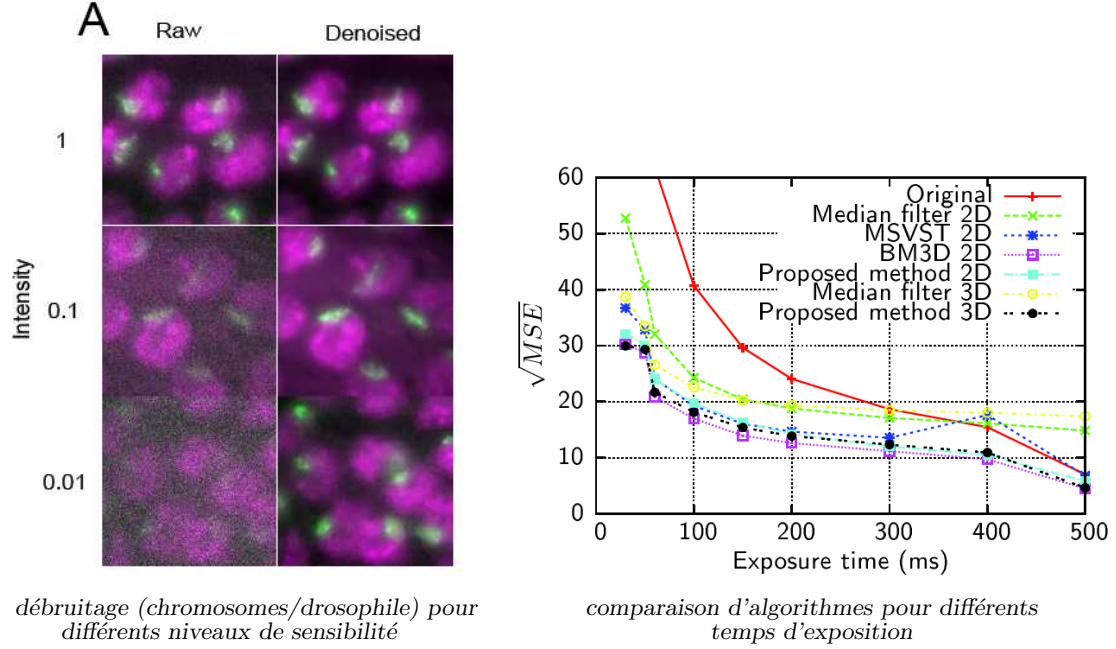 A
Raw
Denoised
Intensity
1
0.1
0.01
débruitage (chromosomes/drosophile) pour
différents niveaux de sensibilité
√MSE
60
50
40
30
20
10
0
0 100 200 300 400 500
Exposure time (ms)
Original
Median filter 2D
MSVST 2D
BM3D 2D
Proposed method 2D
Median filter 3D
Proposed method 3D
comparaison d'algorithmes pour différents
temps d'exposition